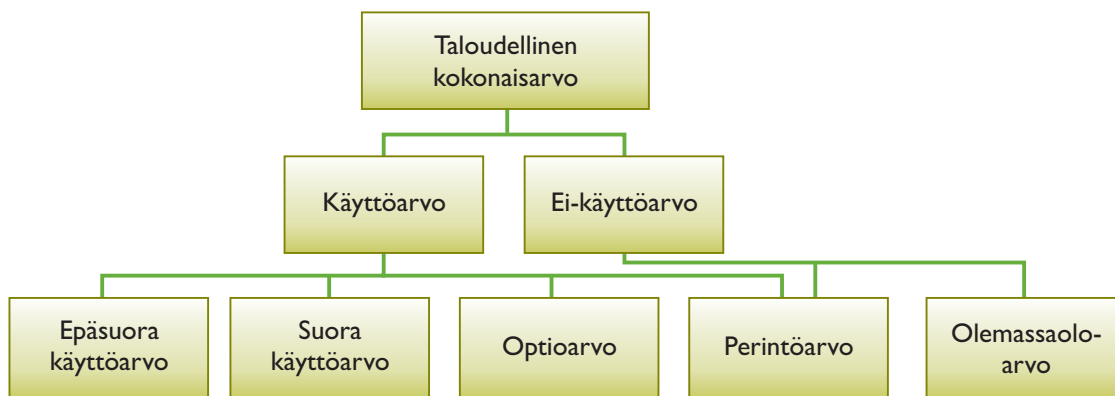 Taloudellinen
kokonaisarvo
Käyttöarvo
Ei-käyttöarvo
Epäsuora
käyttöarvo
Suora
käyttöarvo
Optioarvo
Perintöarvo
Olemassaolo-
arvo